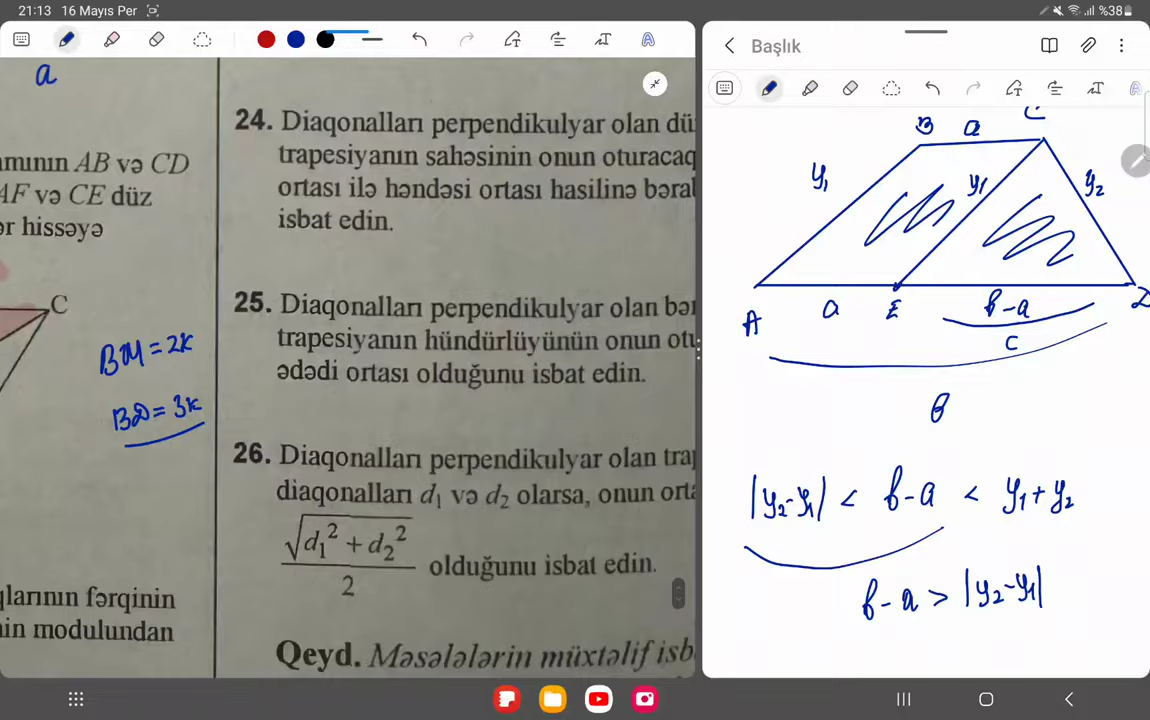 21:13 16 Mayıs Per
%38
a
mının AB və CD
AF və CE düz
ər hissəyə
C
BM = 2k
BD = 3k
qlarının fərqinin
nin modulundan
24. Diaqonalları perpendikulyar olan dü
trapesiyanın sahəsinin onun oturacaq
ortası ilə həndəsi ortası hasilinə bəra
isbat edin.
25. Diaqonalları perpendikulyar olan bə
trapesiyanın hündürlüyünün onun otu
ədədi ortası olduğunu isbat edin.
26. Diaqonalları perpendikulyar olan tra
diaqonalları d₁ və d₂ olarsa, onun orta
√(d₁² + d₂²)
2
olduğunu isbat edin.
Qeyd. Məsələlərin müxtəlif isb
Başlık
B a C
y₁ y₁ y₂
A a E b-a D
c
b
|y₂-y₁| < b-a < y₁+y₂
b-a > |y₂-y₁|